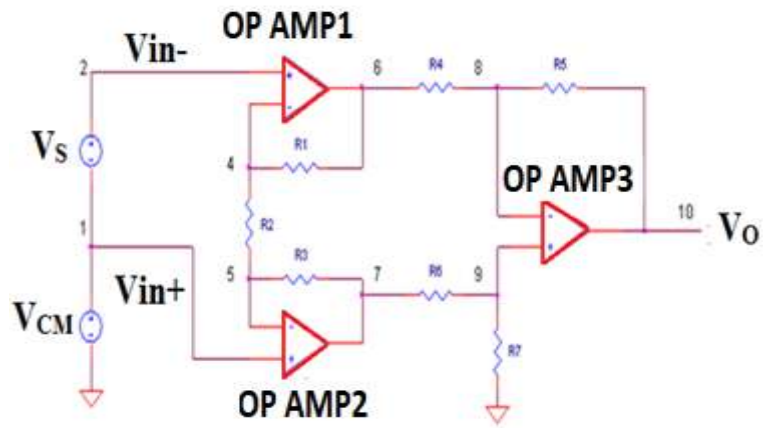 OP AMP1
Vin-
2
6
R4
8
R5
VS
4
R1
OP AMP3
1
R2
10
VO
Vin+
5
R3
7
R6
9
VCM
R7
OP AMP2